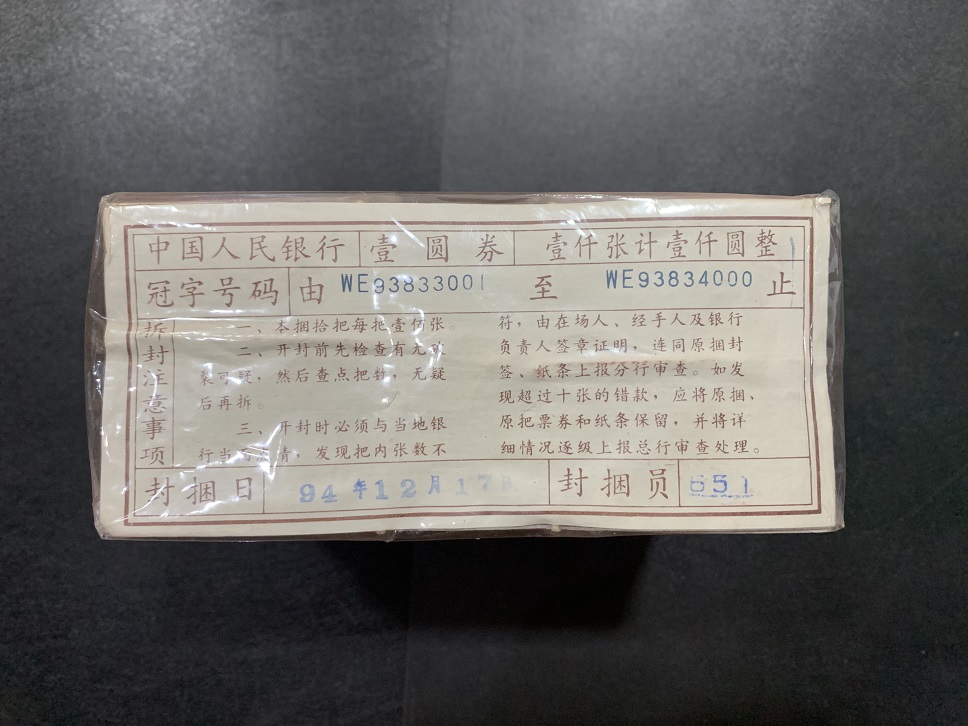 中国人民银行 壹圆券 壹仟张计壹仟圆整
冠字号码 由 WE93833001 至 WE93834000 止
拆封注意事项
一、本捆拾把每把壹佰张。
二、开封前先检查有无破
裂可疑，然后查点把数，无疑
后再拆。
三、开封时必须与当地银
行当 情，发现把内张数不
符，由在场人、经手人及银行
负责人签章证明，连同原捆封
签、纸条上报分行审查。如发
现超过十张的错款，应将原捆、
原把票券和纸条保留，并将详
细情况逐级上报总行审查处理。
封捆日 94年12月17日 封捆员 651